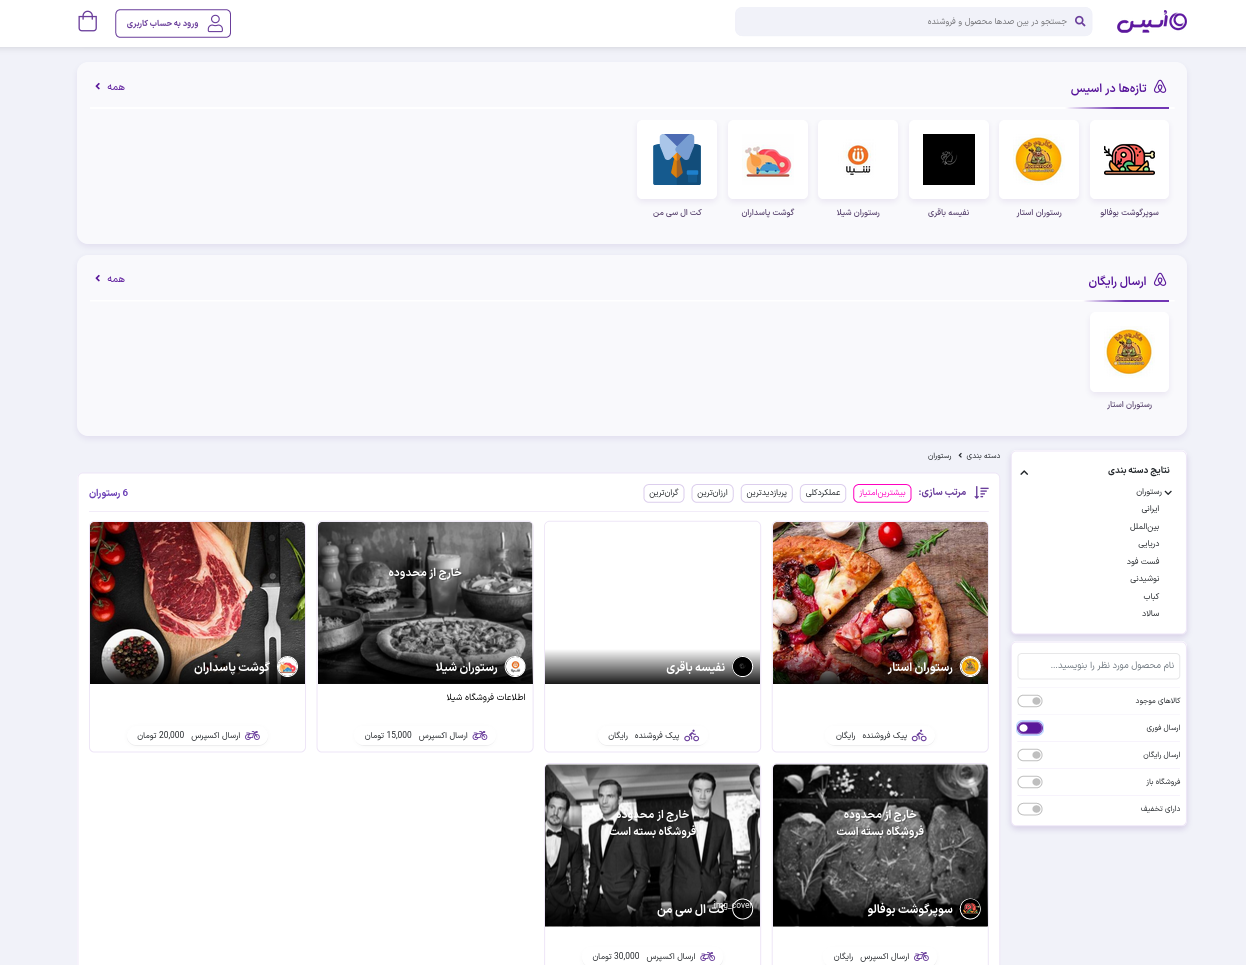 اسیس
جستجو در بین صدها محصول و فروشنده
ورود به حساب کاربری
تازه‌ها در اسیس
همه
سوپرگوشت بوفالو
رستوران استار
نفیسه باقری
رستوران شیلا
گوشت پاسداران
کت ال سی من
شیلا
ارسال رایگان
همه
رستوران استار
دسته بندی
رستوران
نتایج دسته بندی
رستوران
ایرانی
بین‌الملل
دریایی
فست فود
نوشیدنی
کباب
سالاد
نام محصول مورد نظر را بنویسید...
کالاهای موجود
ارسال فوری
ارسال رایگان
فروشگاه باز
دارای تخفیف
مرتب سازی:
بیشترین‌امتیاز
عملکردکلی
پربازدیدترین
ارزان‌ترین
گران‌ترین
6 رستوران
رستوران استار
پیک فروشنده رایگان
نفیسه باقری
پیک فروشنده رایگان
خارج از محدوده
رستوران شیلا
اطلاعات فروشگاه شیلا
ارسال اکسپرس 15,000 تومان
گوشت پاسداران
ارسال اکسپرس 20,000 تومان
خارج از محدوده
فروشگاه بسته است
سوپرگوشت بوفالو
ارسال اکسپرس رایگان
خارج از محدوده
فروشگاه بسته است
img_cover
کت ال سی من
ارسال اکسپرس 30,000 تومان